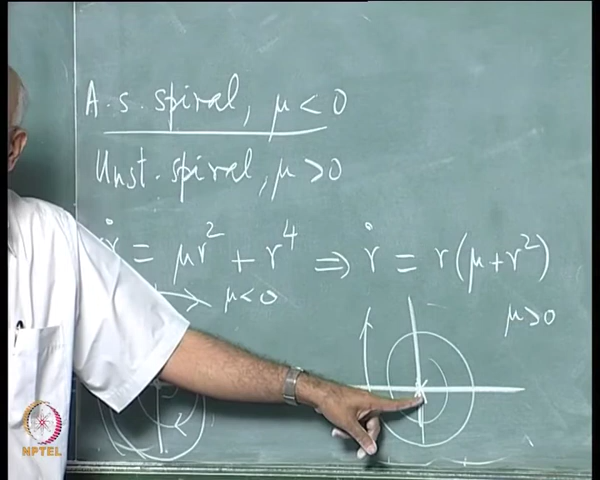 A.s. spiral, μ < 0
Unst. spiral, μ > 0
ṙ = μr² + r⁴ ⇒ ṙ = r(μ + r²)
μ < 0
μ > 0
NPTEL